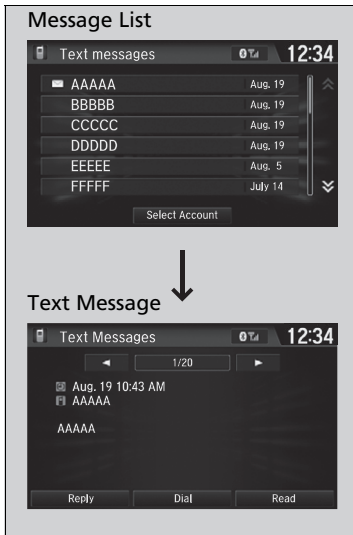 Message List
Text messages 12:34
AAAAA Aug. 19
BBBBB Aug. 19
CCCCC Aug. 19
DDDDD Aug. 19
EEEEE Aug. 5
FFFFF July 14
Select Account
Text Message
Text Messages 12:34
1/20
Aug. 19 10:43 AM
AAAAA
AAAAA
Reply Dial Read